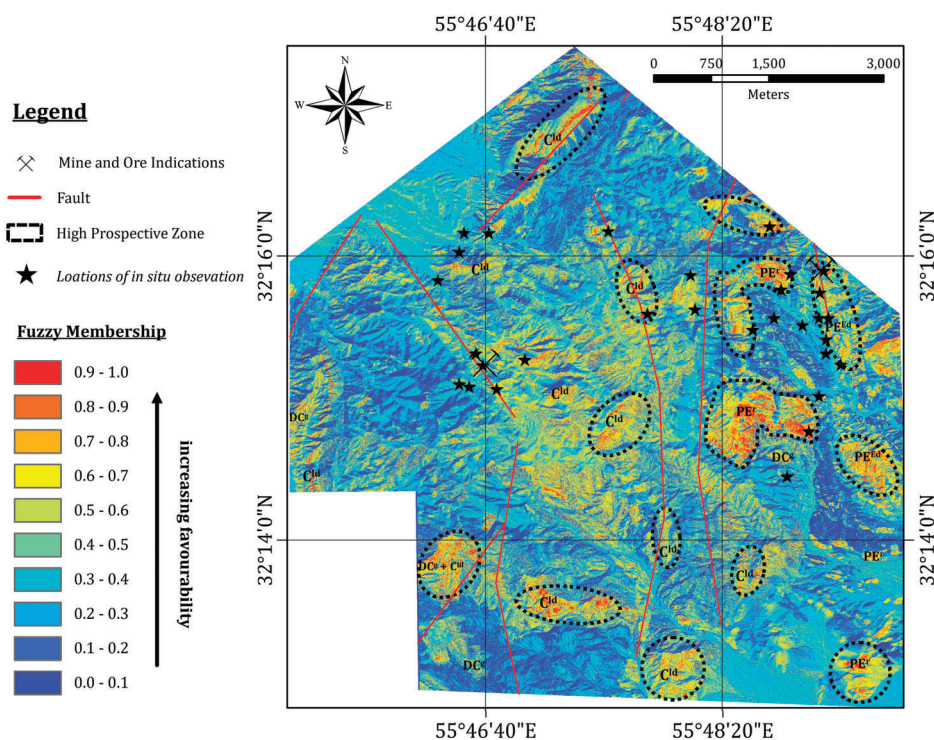 55°46'40"E
55°48'20"E
0 750 1,500 3,000
Meters
N
W
E
S
Legend
Mine and Ore Indications
Fault
High Prospective Zone
Loations of in situ obsevation
Fuzzy Membership
0.9 - 1.0
0.8 - 0.9
0.7 - 0.8
0.6 - 0.7
0.5 - 0.6
0.4 - 0.5
0.3 - 0.4
0.2 - 0.3
0.1 - 0.2
0.0 - 0.1
increasing favourability
32°16'0"N
32°16'0"N
32°14'0"N
32°14'0"N
Cld
Cld
Cld
PEr
PEEd
Cld
DCg
Cld
PEr
DCg
PEEd
Cld
Cld
PEr
DCg + Cld
Cld
Cld
DCg
Cld
55°46'40"E
55°48'20"E